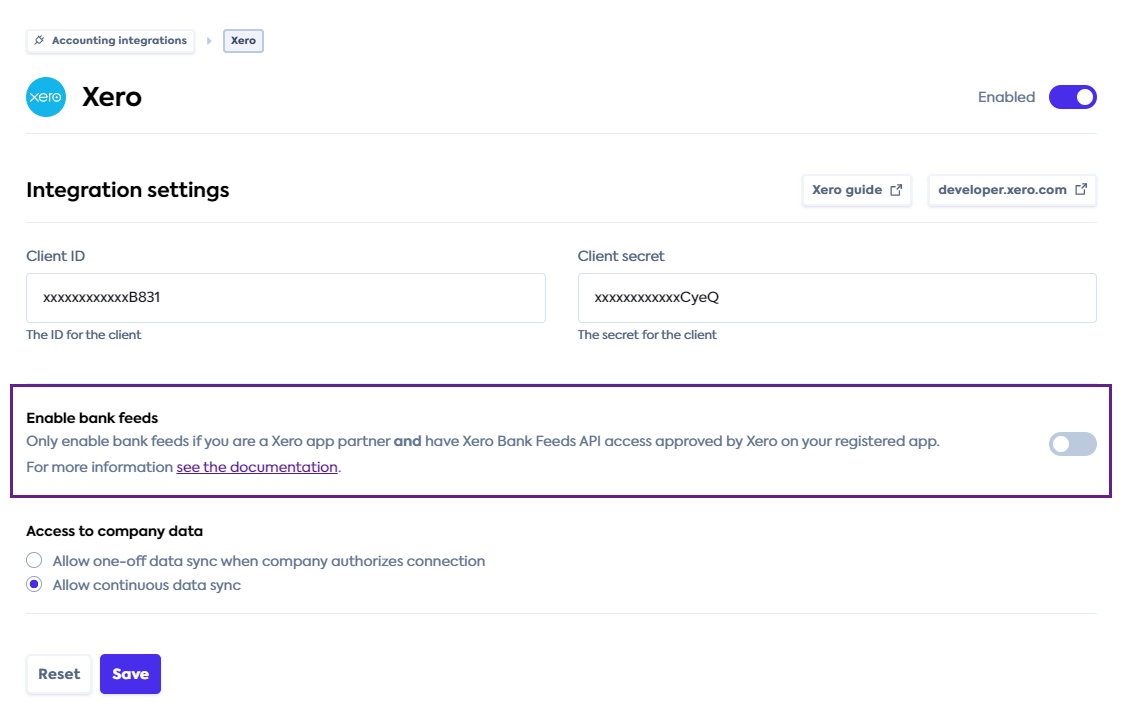 Accounting integrations
Xero
xero
Xero
Enabled
Integration settings
Xero guide
developer.xero.com
Client ID
Client secret
xxxxxxxxxxxxB831
xxxxxxxxxxxxCyeQ
The ID for the client
The secret for the client
Enable bank feeds
Only enable bank feeds if you are a Xero app partner and have Xero Bank Feeds API access approved by Xero on your registered app.
For more information see the documentation.
Access to company data
Allow one-off data sync when company authorizes connection
Allow continuous data sync
Reset
Save